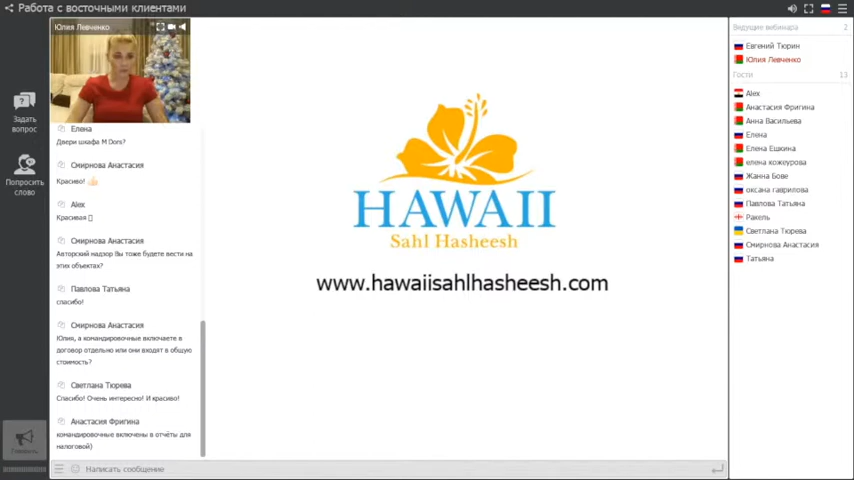 Работа с восточными клиентами
Юлия Левченко
Задать
вопрос
Попросить
слово
Елена
Двери шкафа M Dors?
Смирнова Анастасия
Красиво!
Alex
Красивая
Смирнова Анастасия
Авторский надзор Вы тоже будете вести на
этих объектах?
Павлова Татьяна
спасибо!
Смирнова Анастасия
Юлия, а командировочные включаете в
договор отдельно или они входят в общую
стоимость?
Светлана Тюрева
Спасибо! Очень интересно! И красиво!
Анастасия Фригина
командировочные включены в отчёты для
налоговой)
Написать сообщение
HAWAII
Sahl Hasheesh
www.hawaiisahlhasheesh.com
Ведущие вебинара 2
Евгений Тюрин
Юлия Левченко
Гости 13
Alex
Анастасия Фригина
Анна Васильева
Елена
Елена Ешкина
елена кожеурова
Жанна Бове
оксана гаврилова
Павлова Татьяна
Ракель
Светлана Тюрева
Смирнова Анастасия
Татьяна